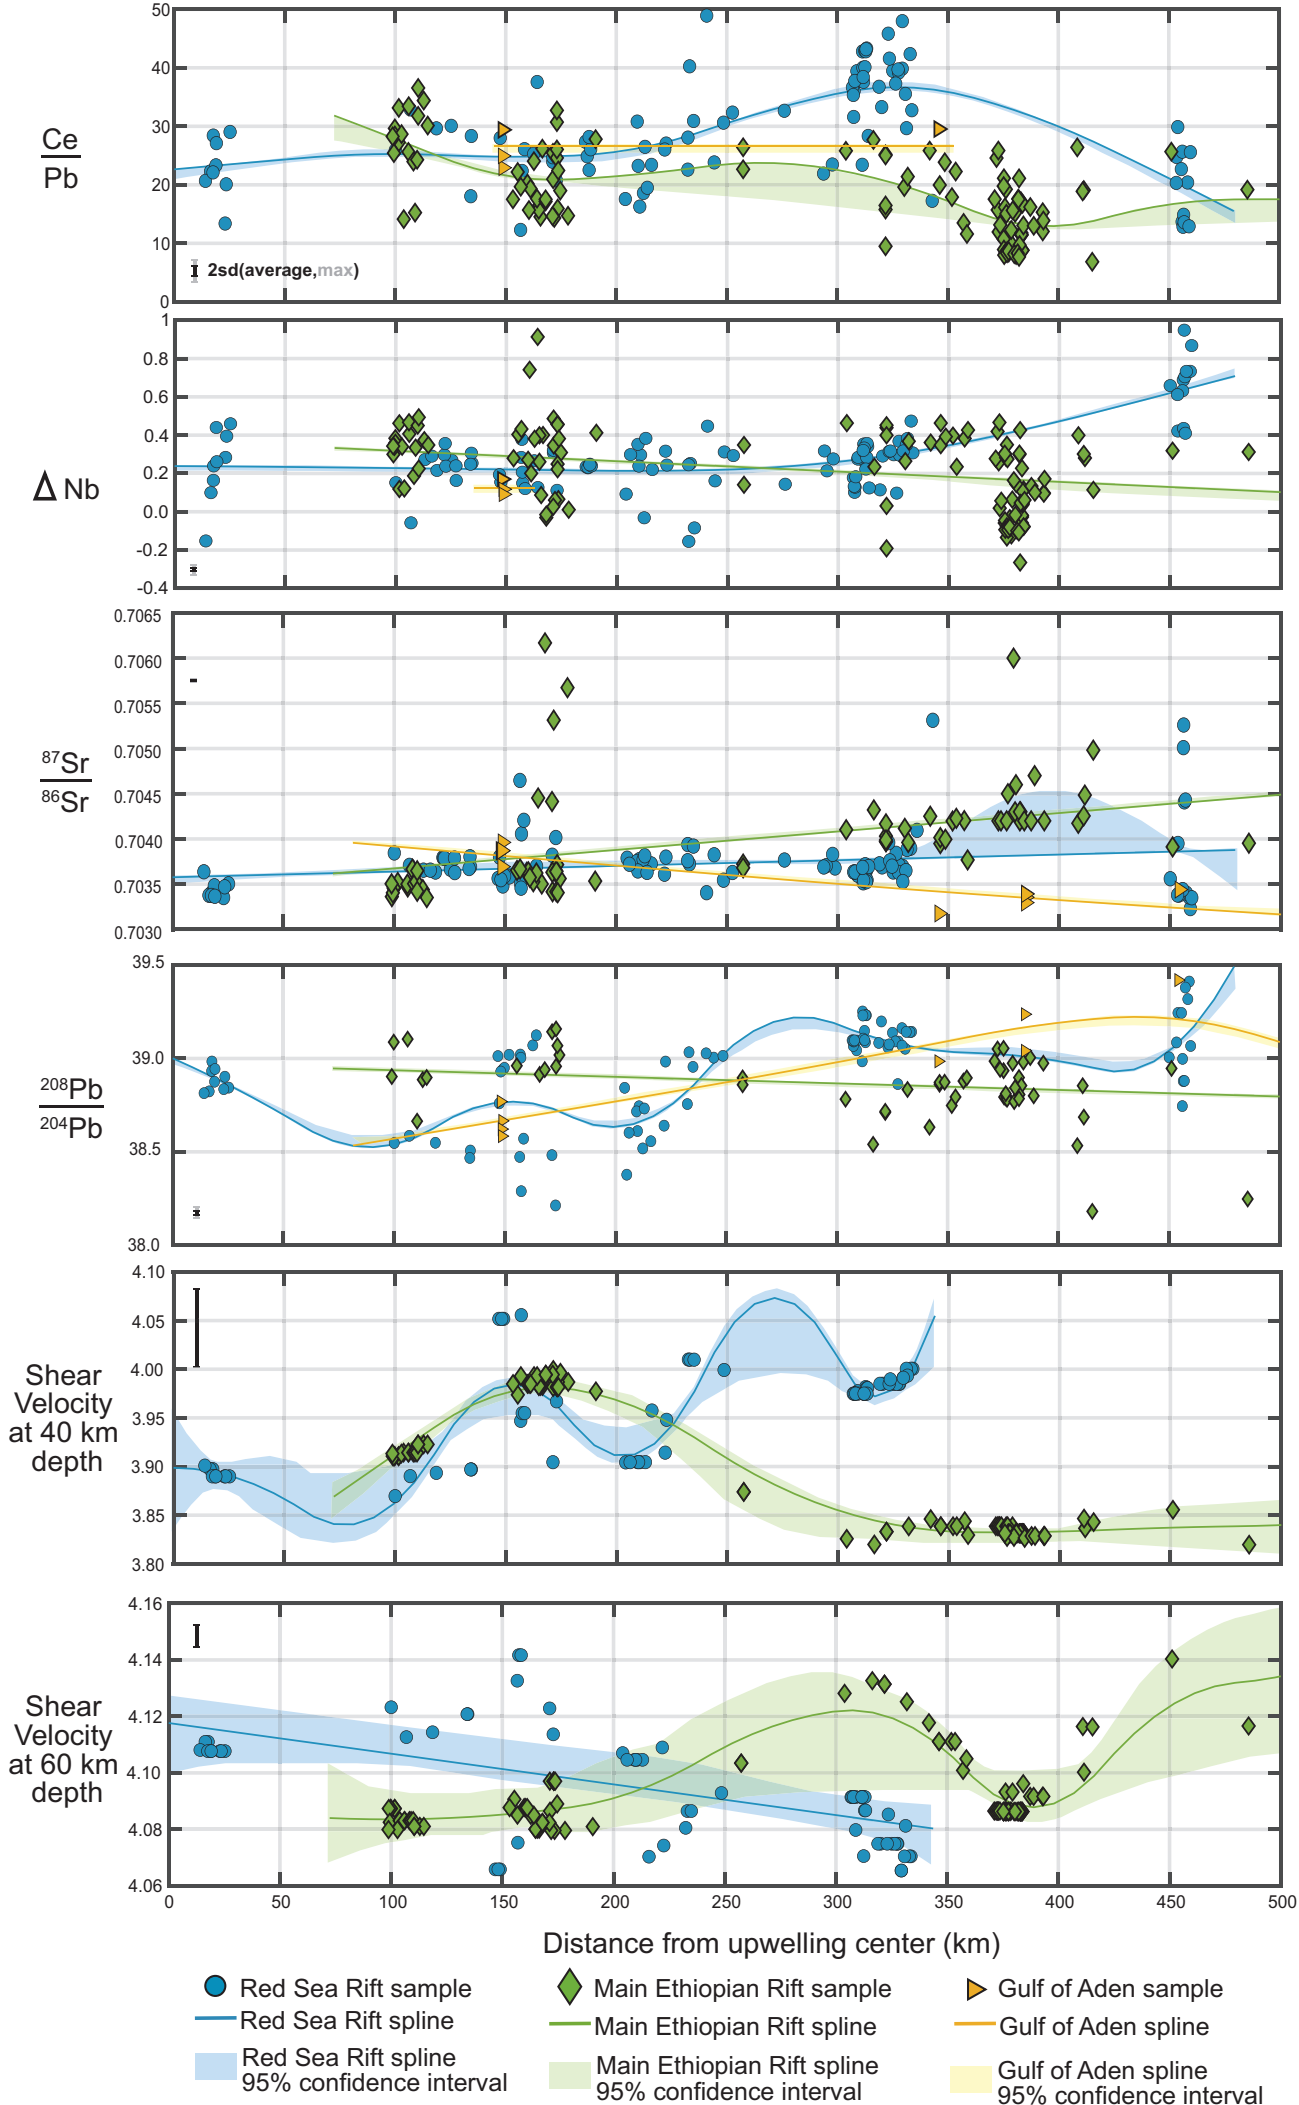 50
40
30
20
10
0
Ce
Pb
2sd(average,max)
1
0.8
0.6
0.4
0.2
0.0
-0.2
-0.4
Δ Nb
0.7065
0.7060
0.7055
0.7050
0.7045
0.7040
0.7035
0.7030
87Sr
86Sr
39.5
39.0
38.5
38.0
208Pb
204Pb
4.10
4.05
4.00
3.95
3.90
3.85
3.80
Shear
Velocity
at 40 km
depth
4.16
4.14
4.12
4.10
4.08
4.06
Shear
Velocity
at 60 km
depth
0 50 100 150 200 250 300 350 400 450 500
Distance from upwelling center (km)
Red Sea Rift sample
Red Sea Rift spline
Red Sea Rift spline
95% confidence interval
Main Ethiopian Rift sample
Main Ethiopian Rift spline
Main Ethiopian Rift spline
95% confidence interval
Gulf of Aden sample
Gulf of Aden spline
Gulf of Aden spline
95% confidence interval